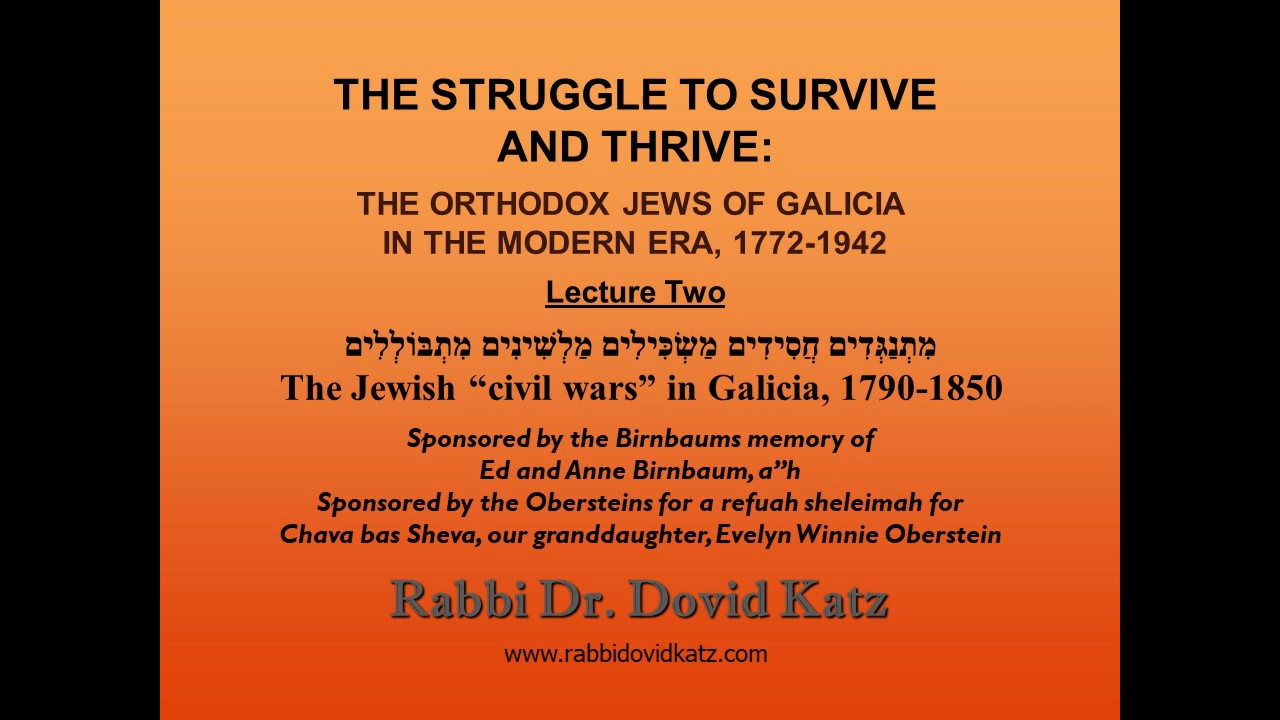 THE STRUGGLE TO SURVIVE
AND THRIVE:
THE ORTHODOX JEWS OF GALICIA
IN THE MODERN ERA, 1772-1942
Lecture Two
מִתְנַגְּדִים חֲסִידִים מַשְׂכִּילִים מַלְשִׁינִים מִתְבּוֹלְלִים
The Jewish “civil wars” in Galicia, 1790-1850
Sponsored by the Birnbaums memory of
Ed and Anne Birnbaum, a”h
Sponsored by the Obersteins for a refuah sheleimah for
Chava bas Sheva, our granddaughter, Evelyn Winnie Oberstein
Rabbi Dr. Dovid Katz
www.rabbidovidkatz.com